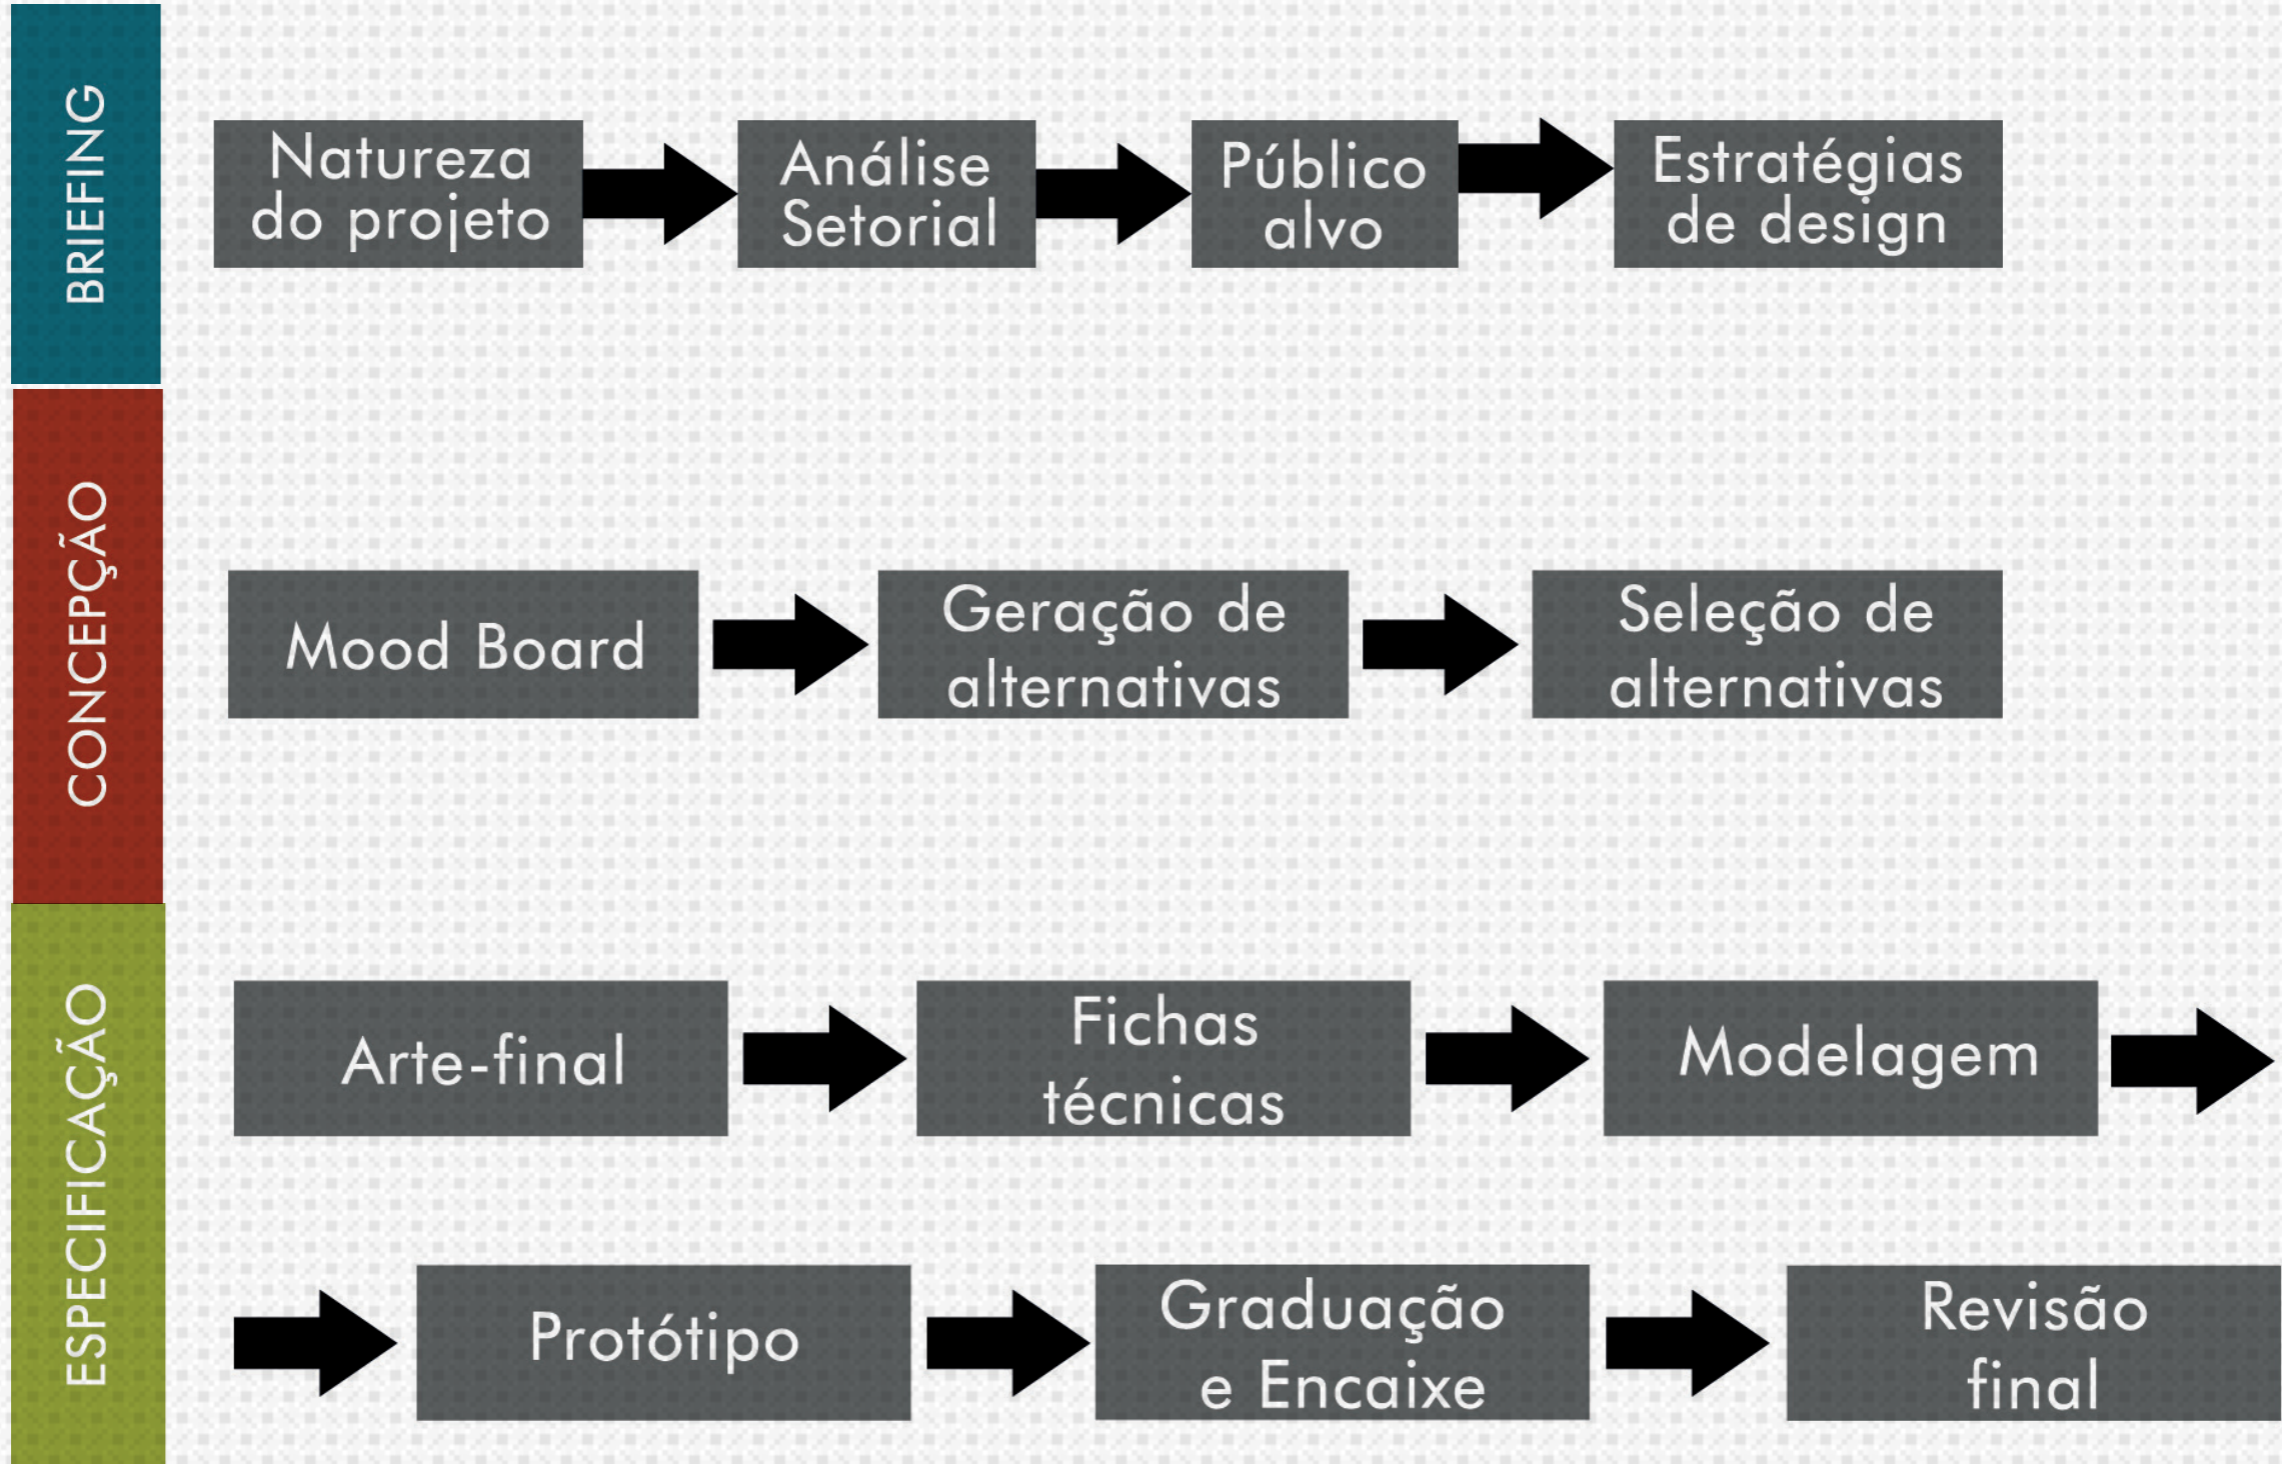 BRIEFING
Natureza
do projeto
Análise
Setorial
Público
alvo
Estratégias
de design
CONCEPÇÃO
Mood Board
Geração de
alternativas
Seleção de
alternativas
ESPECIFICAÇÃO
Arte-final
Fichas
técnicas
Modelagem
Protótipo
Graduação
e Encaixe
Revisão
final